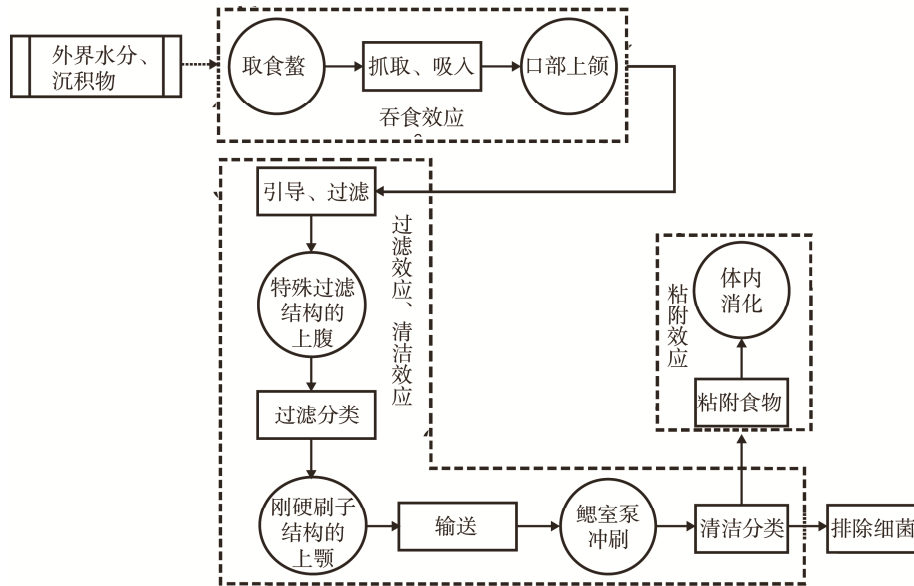 外界水分、
沉积物
取食螯
抓取、吸入
口部上颌
吞食效应
引导、过滤
特殊过滤
结构的
上腹
过滤分类
刚硬刷子
结构的
上颚
过滤效应、清洁效应
输送
鳃室泵
冲刷
清洁分类
排除细菌
粘附食物
体内
消化
粘附效应